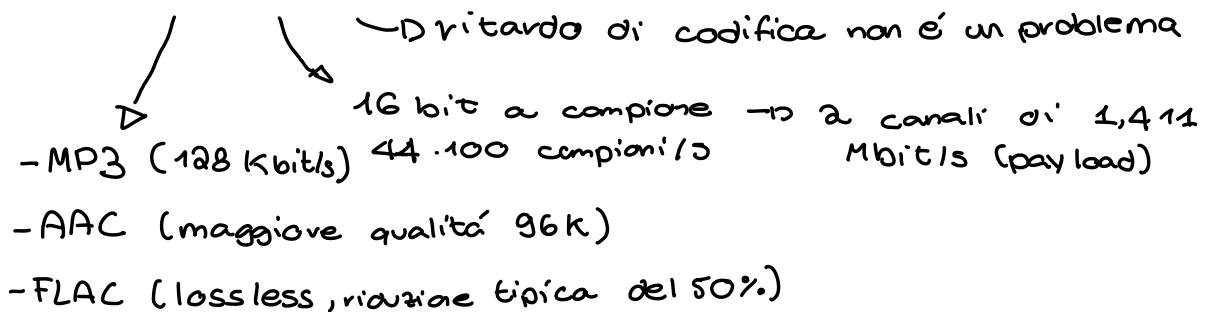 ritardo di codifica non é un problema
16 bit a campione → 2 canali di 1,411
- MP3 (128 Kbit/s) 44.100 campioni/s Mbit/s (payload)
- AAC (maggiore qualitá 96K)
- FLAC (lossless, riduzione tipica del 50%)